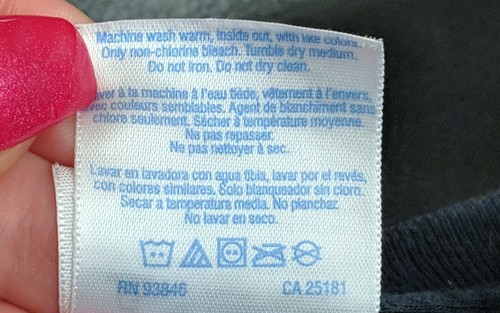 Machine wash warm, inside out, with like colors.
Only non-chlorine bleach. Tumble dry medium.
Do not iron. Do not dry clean.
aver à la machine à l'eau tiède, vêtement à l'envers,
avec couleurs semblables. Agent de blanchiment sans
chlore seulement. Sécher à température moyenne.
Ne pas repasser.
Ne pas nettoyer à sec.
Lavar en lavadora con agua tibia, lavar por el revés,
con colores similares. Solo blanqueador sin cloro.
Secar a temperatura media. No planchar.
No lavar en seco.
RN 93846 CA 25181